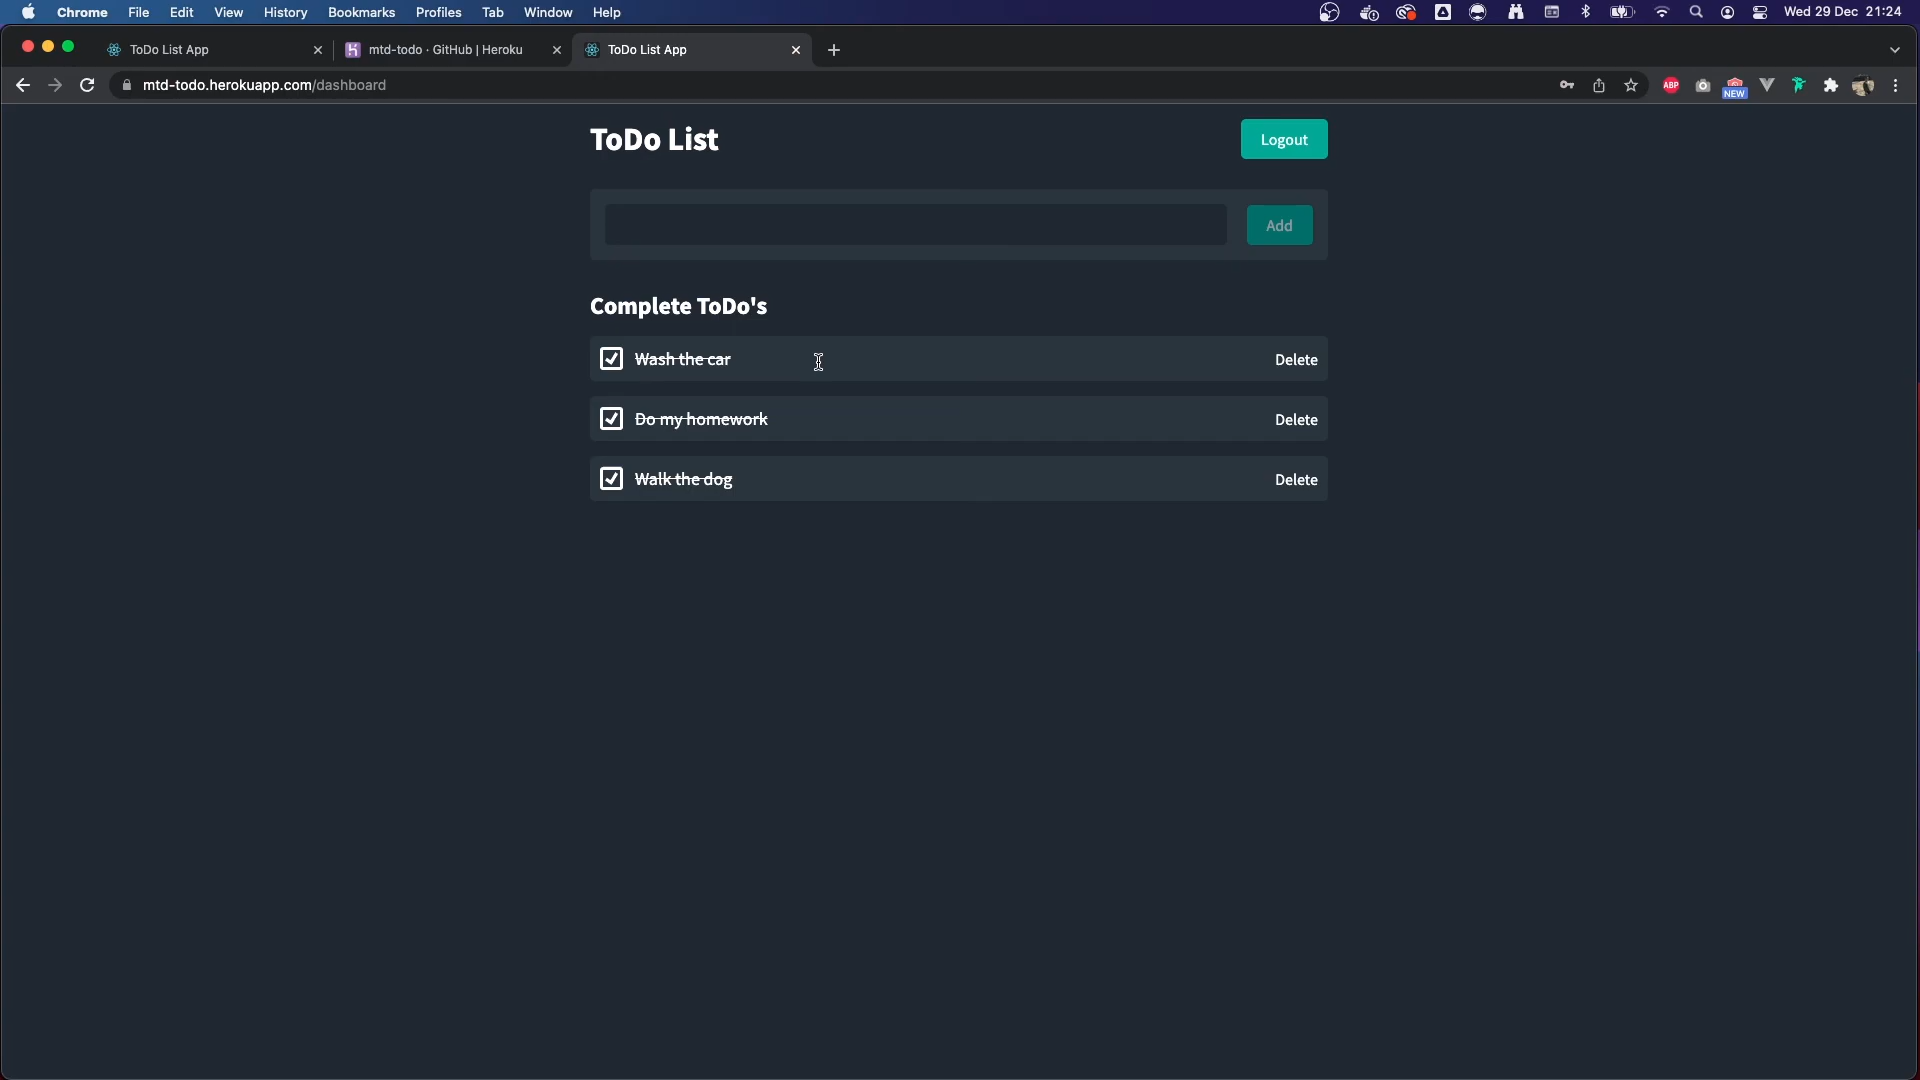 Chrome File Edit View History Bookmarks Profiles Tab Window Help Wed 29 Dec 21:24
ToDo List App mtd-todo · GitHub | Heroku ToDo List App
mtd-todo.herokuapp.com/dashboard ABP NEW
ToDo List Logout
Add
Complete ToDo's
Wash the car Delete
Do my homework Delete
Walk the dog Delete